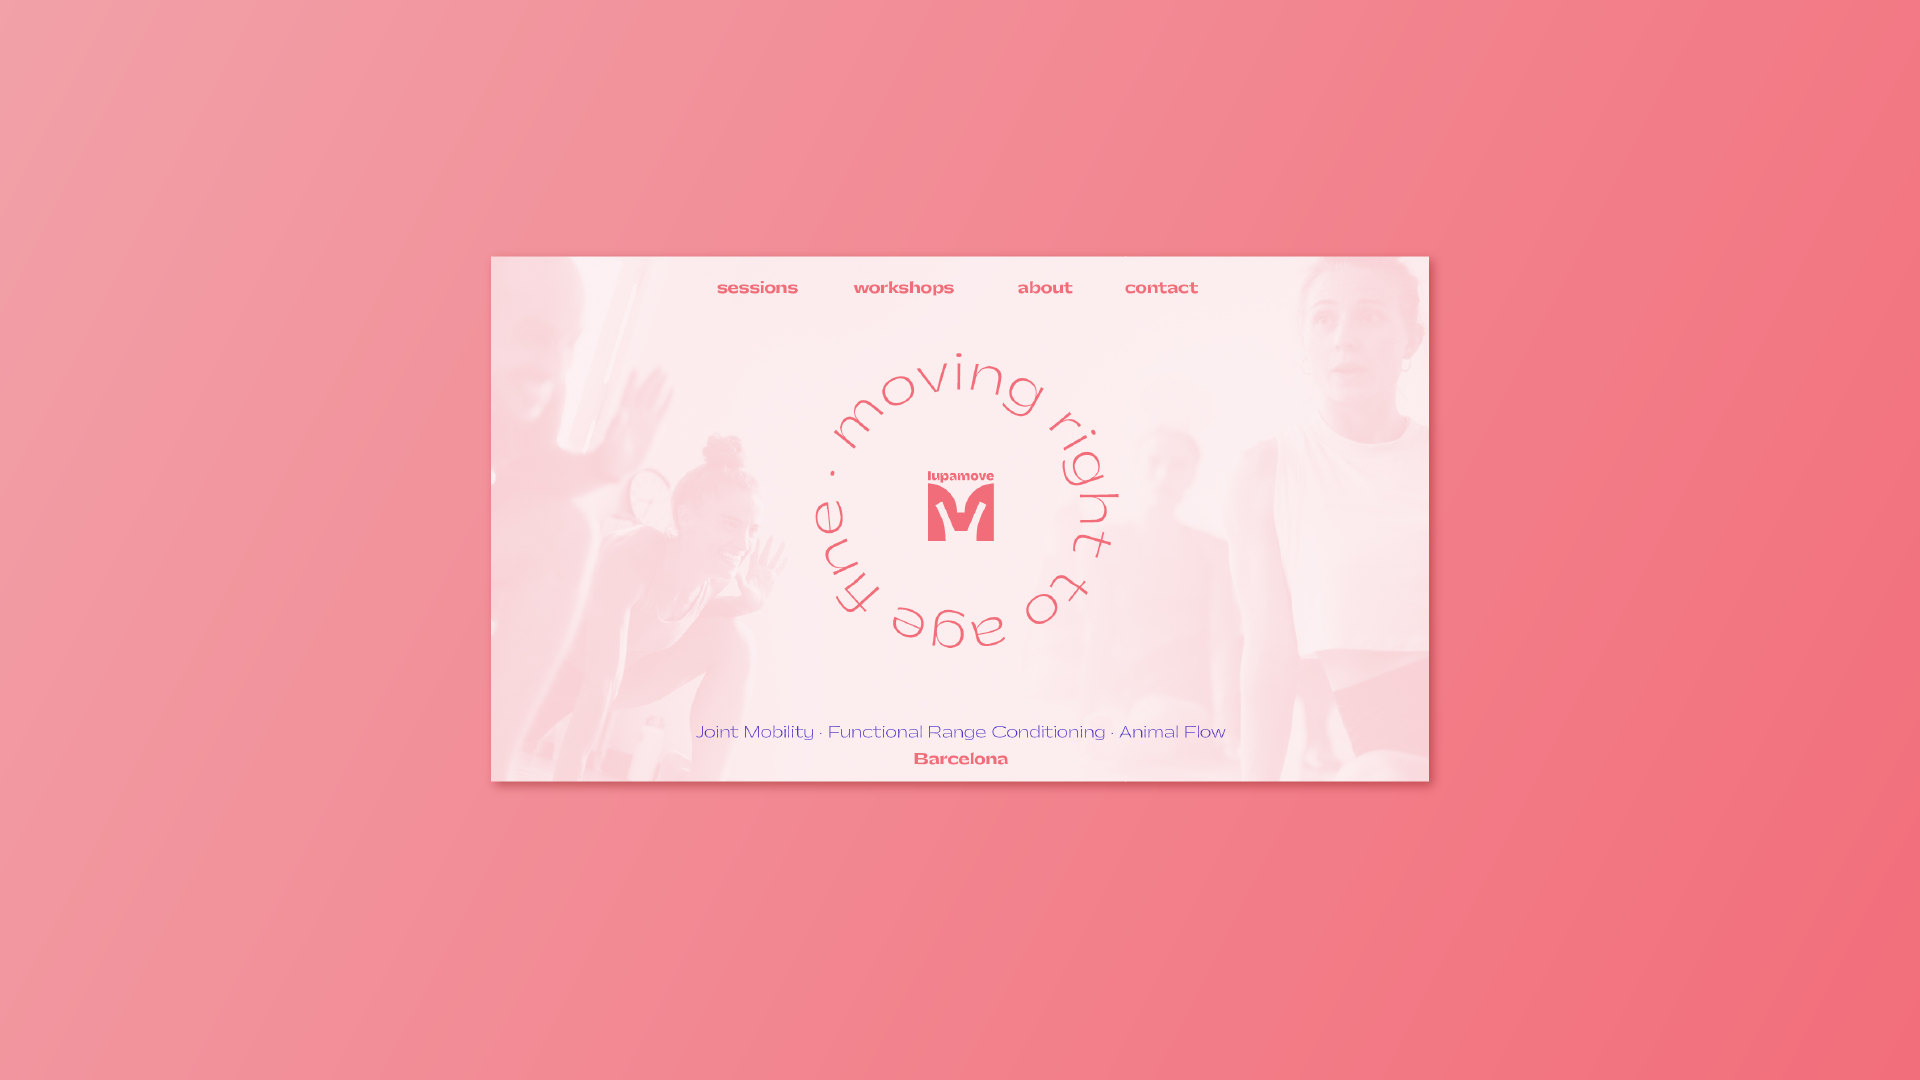 sessions workshops about contact
moving right to age fine ·
lupamove
Joint Mobility · Functional Range Conditioning · Animal Flow
Barcelona